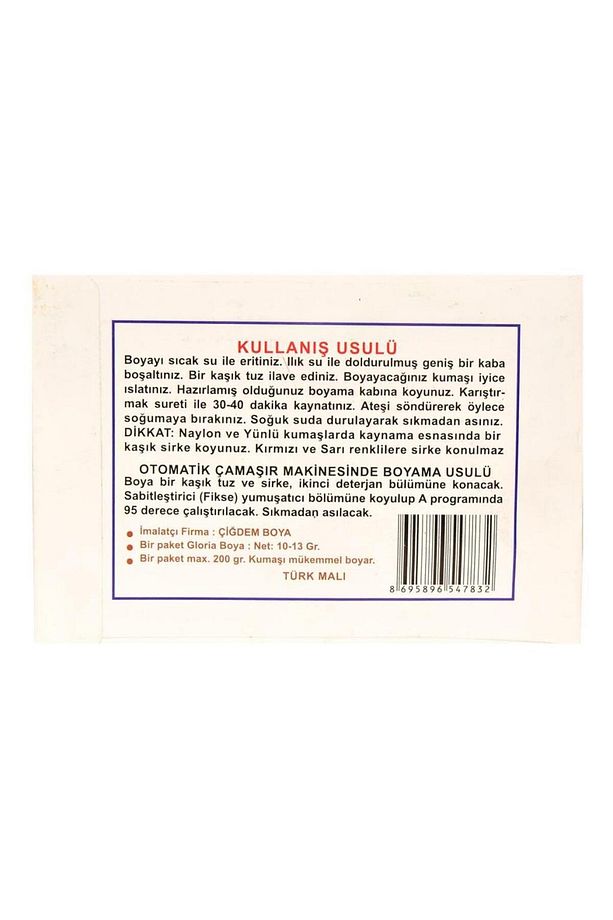 KULLANIŞ USULÜ
Boyayı sıcak su ile eritiniz. Ilık su ile doldurulmuş geniş bir kaba
boşaltınız. Bir kaşık tuz ilave ediniz. Boyayacağınız kumaşı iyice
ıslatınız. Hazırlamış olduğunuz boyama kabına koyunuz. Karıştır-
mak sureti ile 30-40 dakika kaynatınız. Ateşi söndürerek öylece
soğumaya bırakınız. Soğuk suda durulayarak sıkmadan asınız.
DİKKAT: Naylon ve Yünlü kumaşlarda kaynama esnasında bir
kaşık sirke koyunuz. Kırmızı ve Sarı renklilere sirke konulmaz
OTOMATİK ÇAMAŞIR MAKİNESİNDE BOYAMA USULÜ
Boya bir kaşık tuz ve sirke, ikinci deterjan bülümüne konacak.
Sabitleştirici (Fikse) yumuşatıcı bölümüne koyulup A programında
95 derece çalıştırılacak. Sıkmadan asılacak.
İmalatçı Firma : ÇİĞDEM BOYA
Bir paket Gloria Boya : Net: 10-13 Gr.
Bir paket max. 200 gr. Kumaşı mükemmel boyar.
TÜRK MALI
8 695896 547832